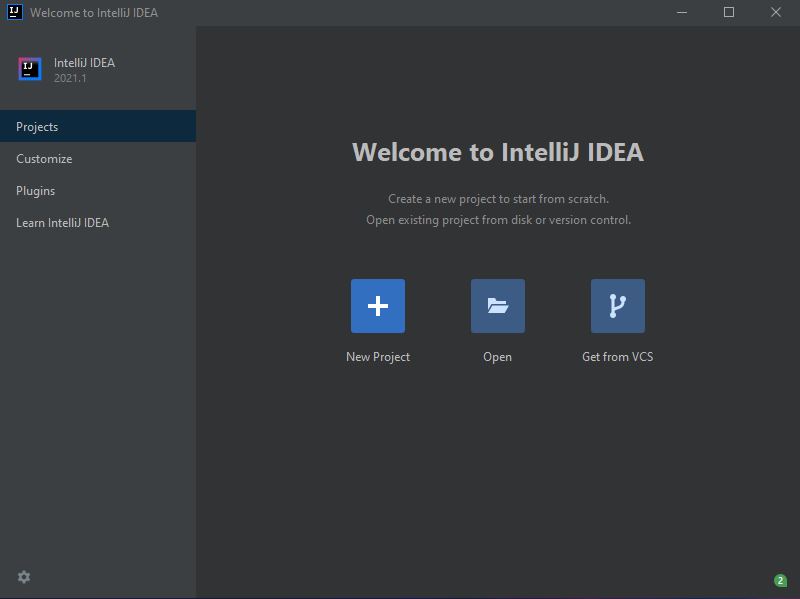 IJ Welcome to IntelliJ IDEA
IJ
IntelliJ IDEA
2021.1
Projects
Customize
Plugins
Learn IntelliJ IDEA
Welcome to IntelliJ IDEA
Create a new project to start from scratch.
Open existing project from disk or version control.
New Project
Open
Get from VCS
2